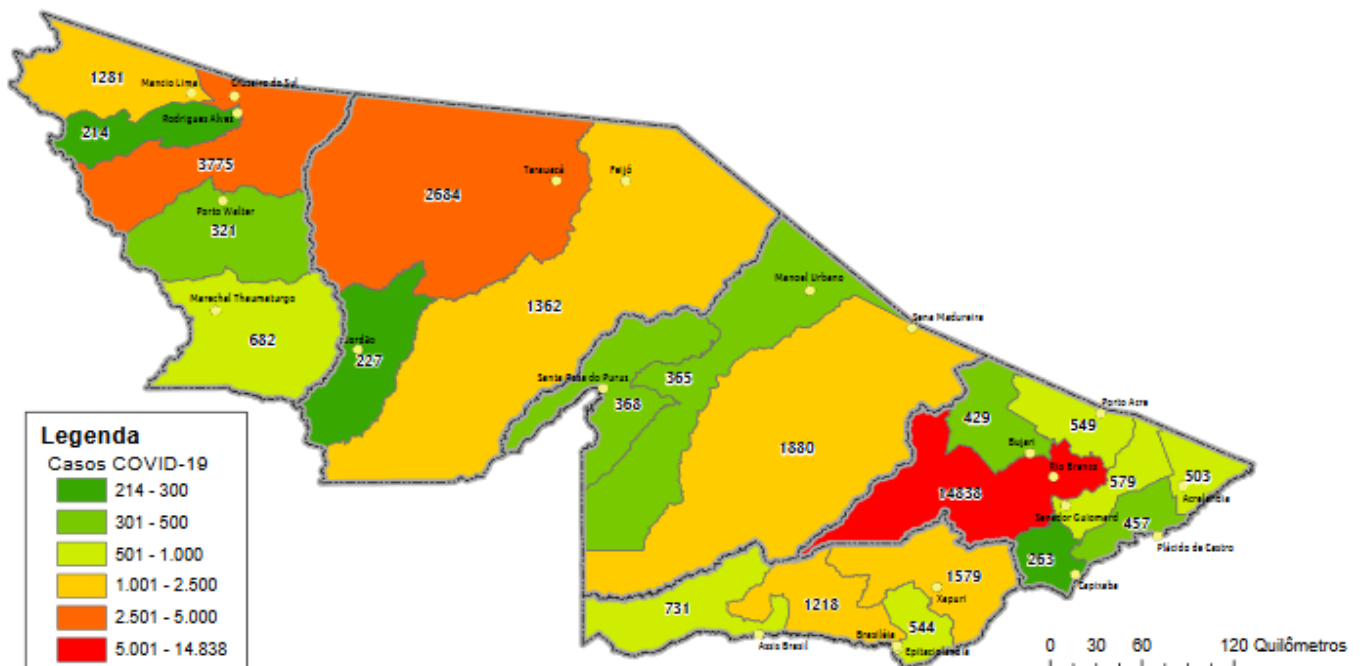 1281
Mancio Lima
Cruzeiro do Sul
214
Rodrigues Alves
3775
2684
Tarauacá
Feijó
Porto Walter
321
Manoel Urbano
Marechal Thaumaturgo
1362
Sena Madureira
682
Jordão
227
365
Santa Rosa do Purus
368
429
549
Porto Acre
1880
Bujari
Rio Branco
579
503
Acrelândia
14838
Senador Guiomard
457
Plácido de Castro
263
Capixaba
1579
Xapuri
731
1218
544
Brasiléia
Assis Brasil
Epitaciolândia
Legenda
Casos COVID-19
214 - 300
301 - 500
501 - 1.000
1.001 - 2.500
2.501 - 5.000
5.001 - 14.838
0 30 60 120 Quilômetros